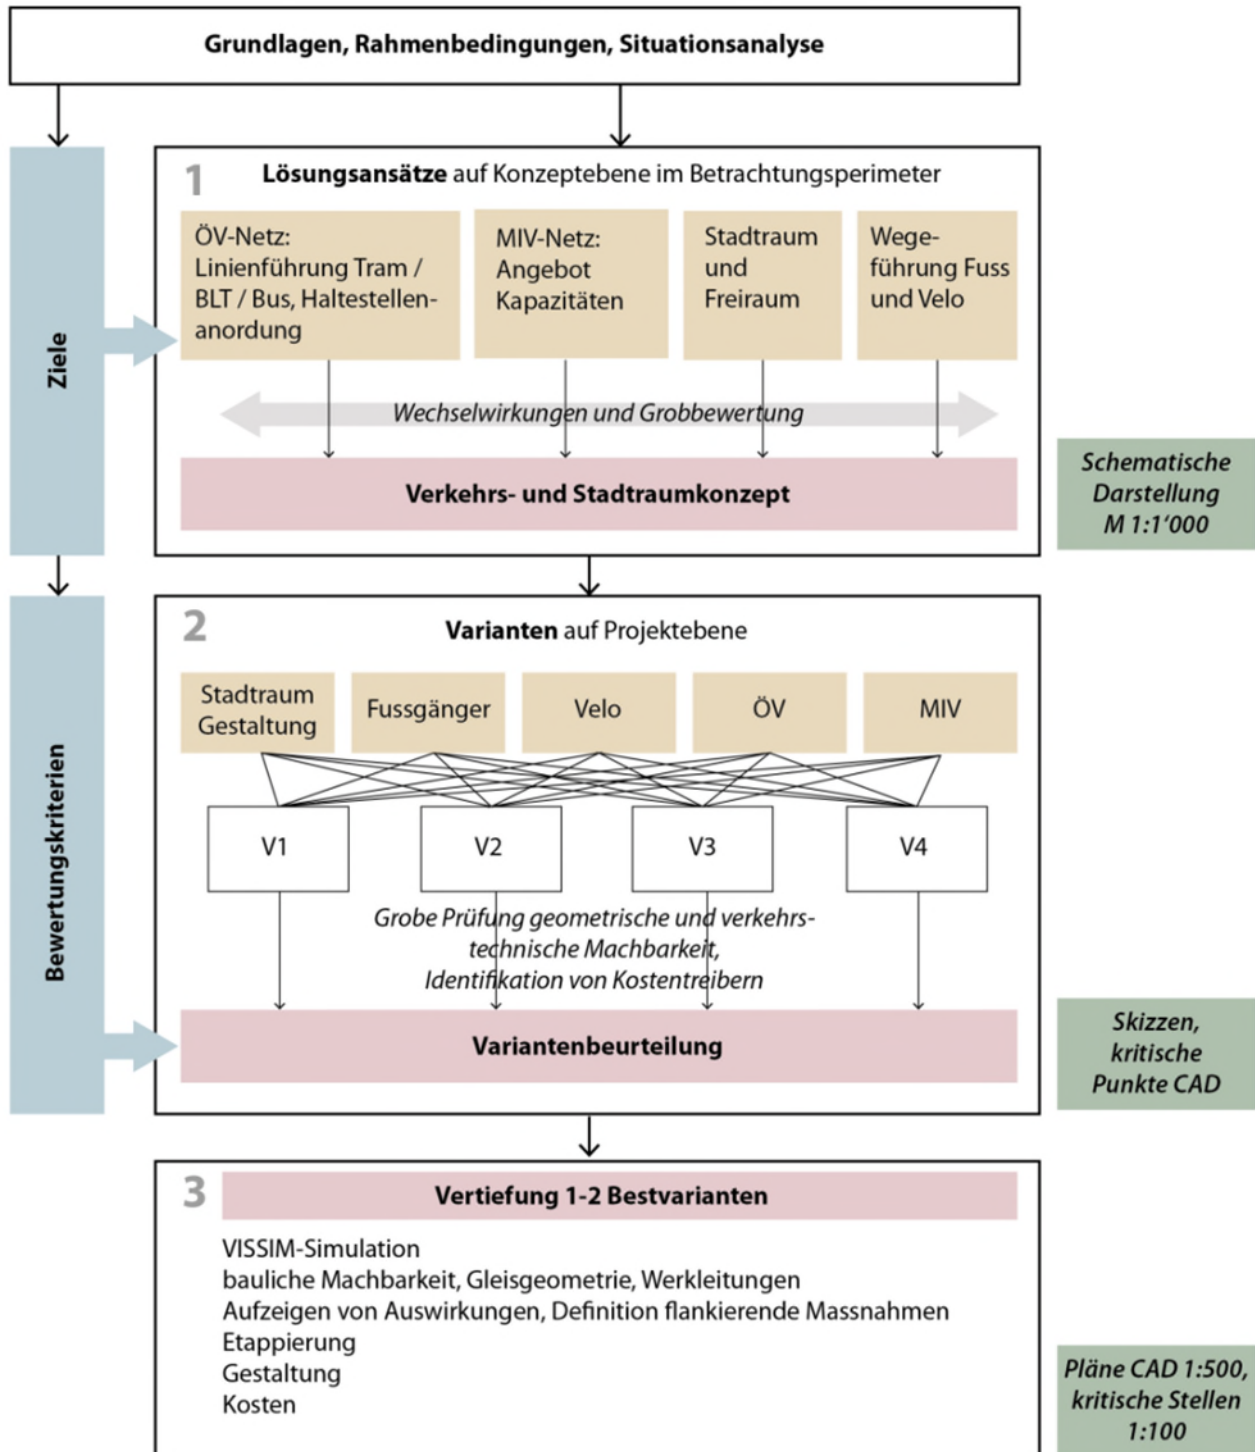 Grundlagen, Rahmenbedingungen, Situationsanalyse
Ziele
1
Lösungsansätze auf Konzeptebene im Betrachtungsperimeter
ÖV-Netz:
Linienführung Tram /
BLT / Bus, Haltestellen-
anordung
MIV-Netz:
Angebot
Kapazitäten
Stadtraum
und
Freiraum
Wege-
führung Fuss
und Velo
Wechselwirkungen und Grobbewertung
Verkehrs- und Stadtraumkonzept
Schematische
Darstellung
M 1:1‘000
Bewertungskriterien
2
Varianten auf Projektebene
Stadtraum
Gestaltung
Fussgänger
Velo
ÖV
MIV
V1
V2
V3
V4
Grobe Prüfung geometrische und verkehrs-
technische Machbarkeit,
Identifikation von Kostentreibern
Variantenbeurteilung
Skizzen,
kritische
Punkte CAD
3
Vertiefung 1-2 Bestvarianten
VISSIM-Simulation
bauliche Machbarkeit, Gleisgeometrie, Werkleitungen
Aufzeigen von Auswirkungen, Definition flankierende Massnahmen
Etappierung
Gestaltung
Kosten
Pläne CAD 1:500,
kritische Stellen
1:100